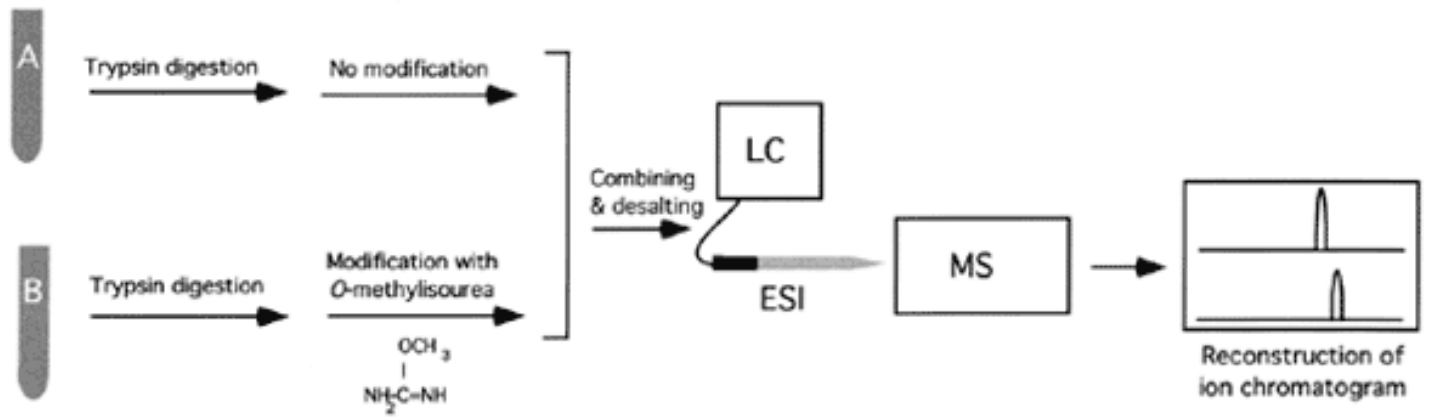 A
Trypsin digestion
No modification
B
Trypsin digestion
Modification with
O-methylisourea
OCH3
NH2-C=NH
Combining
& desalting
LC
ESI
MS
Reconstruction of
ion chromatogram